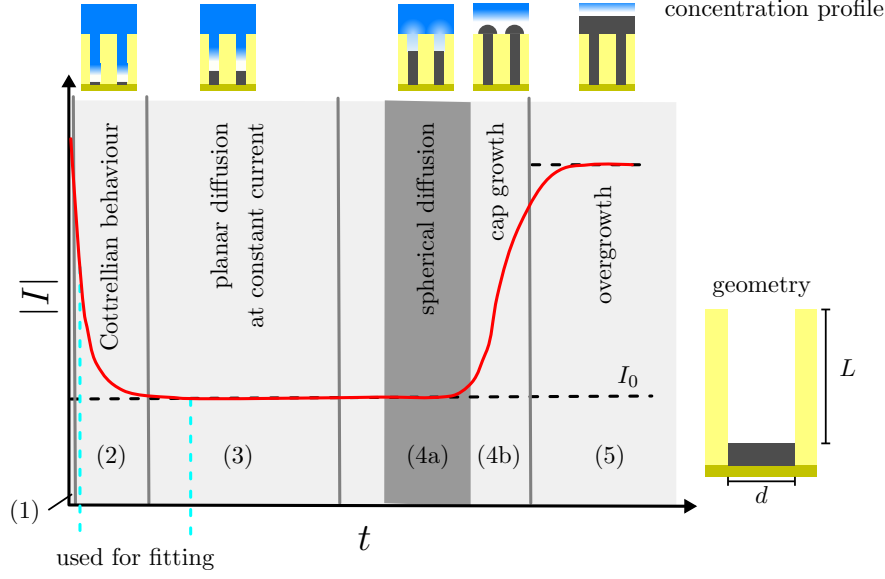 concentration profile
Cottrellian behaviour
planar diffusion
at constant current
spherical diffusion
cap growth
overgrowth
|I|
geometry
I₀
L
(2)
(3)
(4a)
(4b)
(5)
d
(1)
t
used for fitting